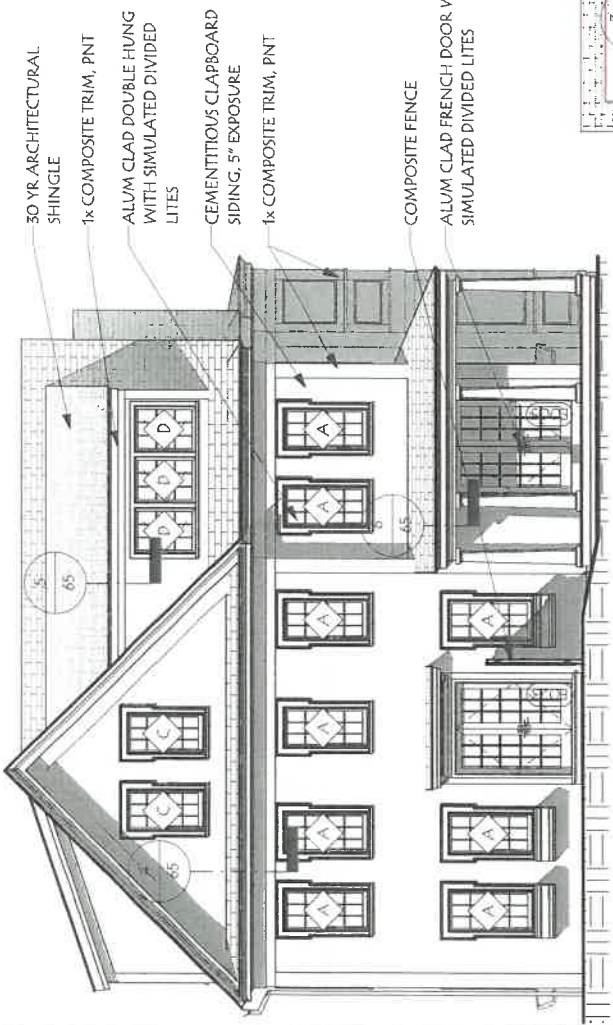 30 YR ARCHITECTURAL
SHINGLE
1x COMPOSITE TRIM, PNT
ALUM CLAD DOUBLE HUNG
WITH SIMULATED DIVIDED
LITES
CEMENTITIOUS CLAPBOARD
SIDING, 5" EXPOSURE
1x COMPOSITE TRIM, PNT
COMPOSITE FENCE
ALUM CLAD FRENCH DOOR
SIMULATED DIVIDED LITES
5
65
D D D
C C
65
A A A A A A
6
65
A A A